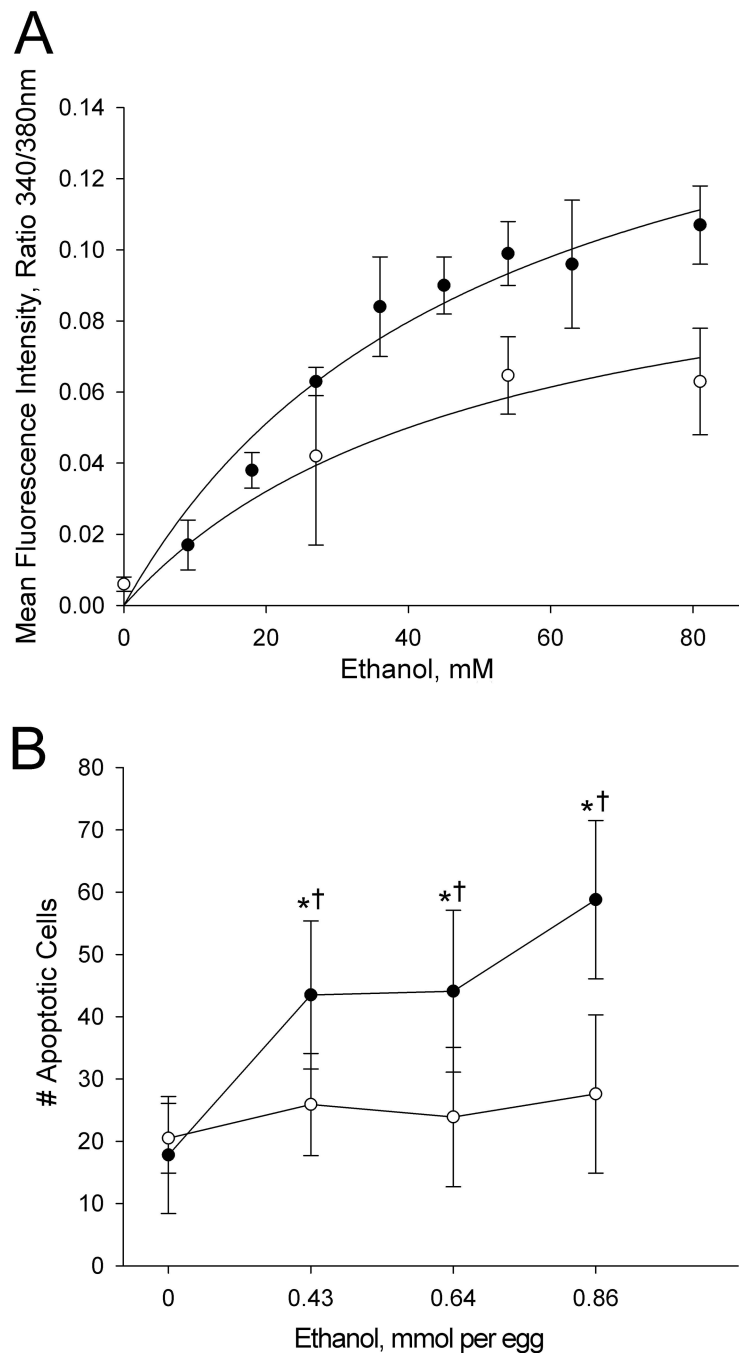 A
Mean Fluorescence Intensity, Ratio 340/380nm
0.14
0.12
0.10
0.08
0.06
0.04
0.02
0.00
0 20 40 60 80
Ethanol, mM
B
# Apoptotic Cells
80
70
60
50
40
30
20
10
0
*†
*†
*†
0 0.43 0.64 0.86
Ethanol, mmol per egg